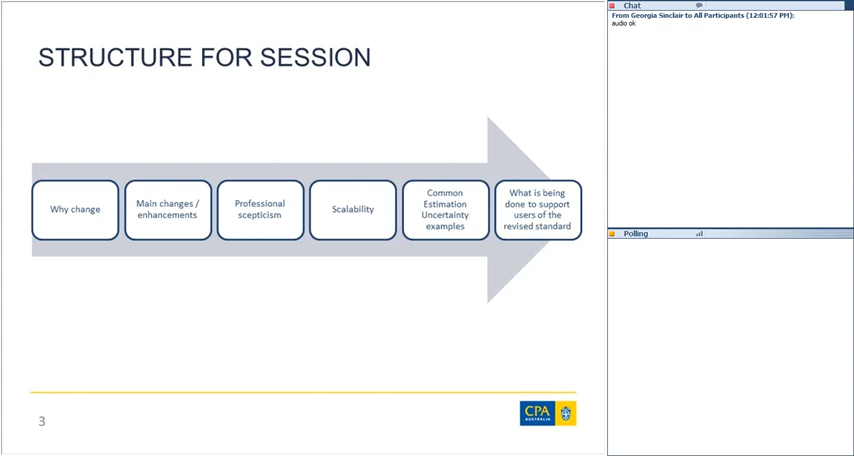 STRUCTURE FOR SESSION
Why change
Main changes /
enhancements
Professional
scepticism
Scalability
Common
Estimation
Uncertainty
examples
What is being
done to support
users of the
revised standard
3
CPA
AUSTRALIA
Chat
From Georgia Sinclair to All Participants (12:01:57 PM):
audio ok
Polling